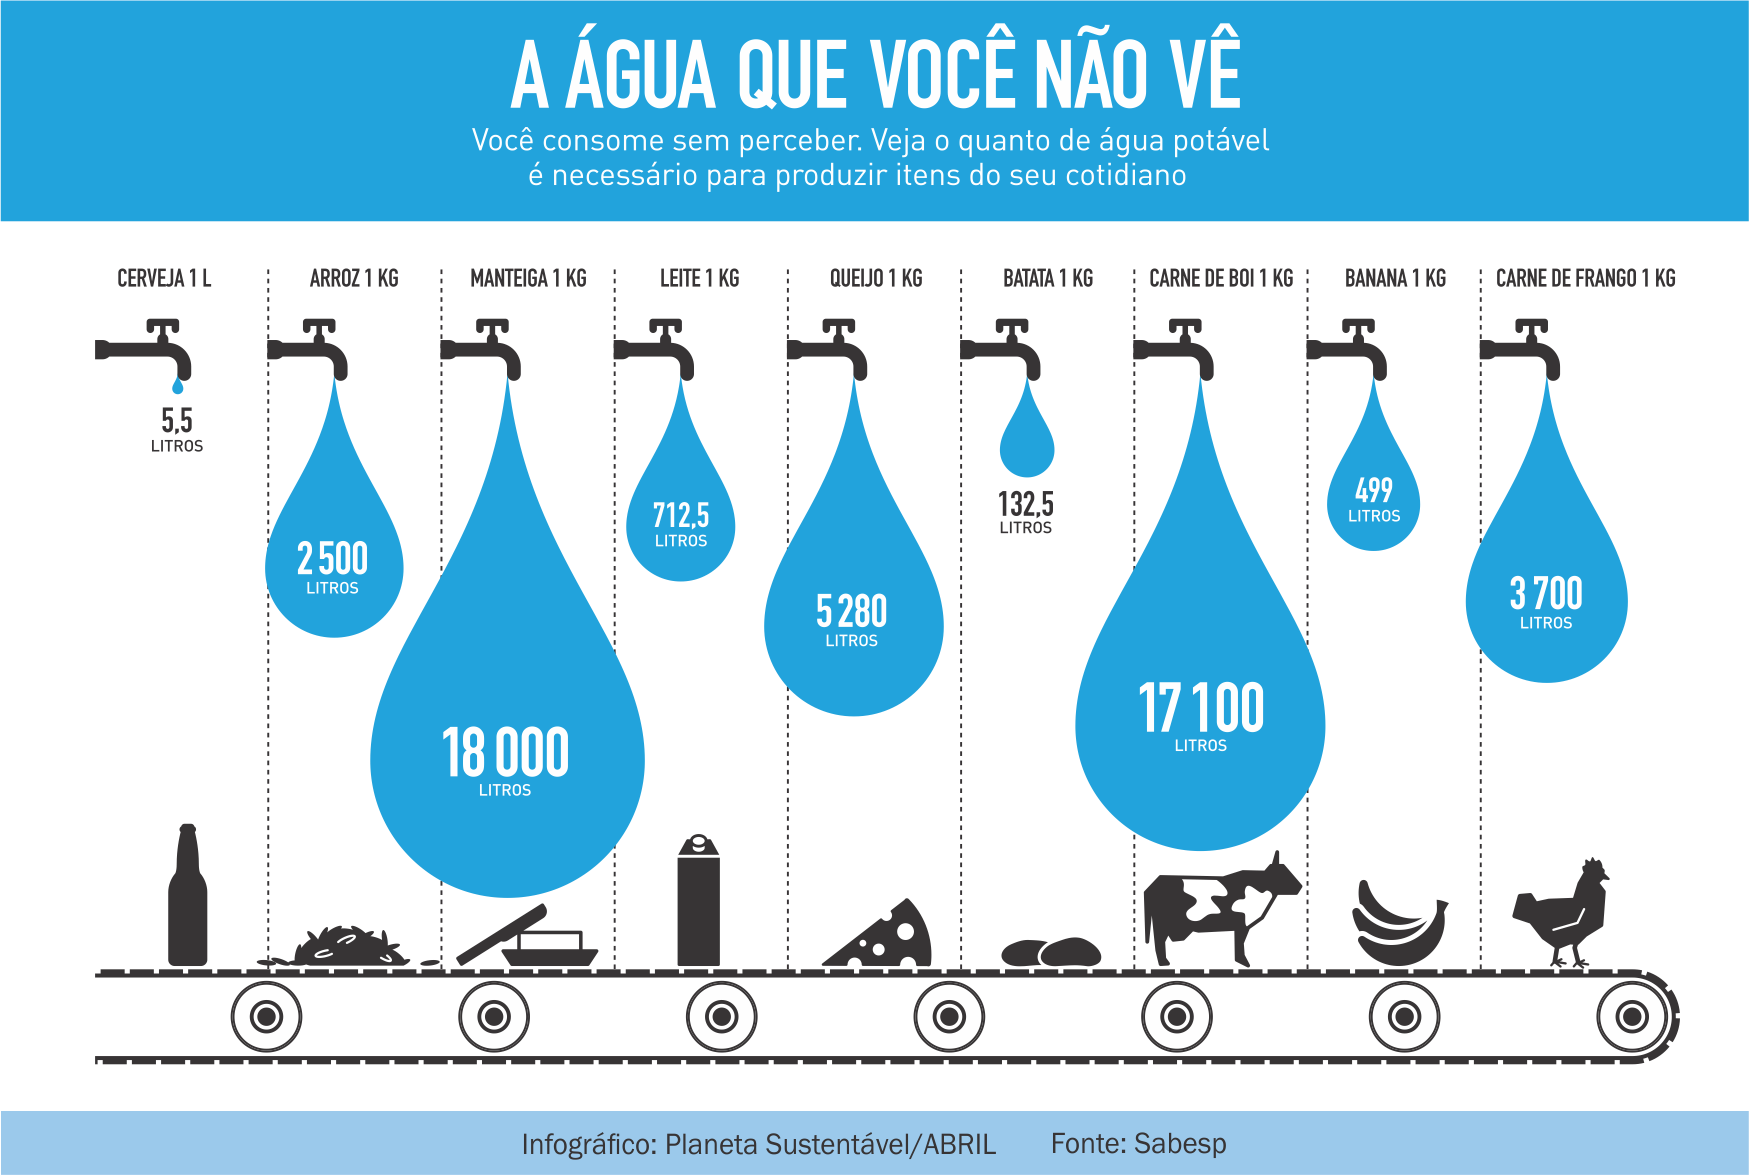 A ÁGUA QUE VOCÊ NÃO VÊ
Você consome sem perceber. Veja o quanto de água potável
é necessário para produzir itens do seu cotidiano
CERVEJA 1 L
5,5
LITROS
ARROZ 1 KG
2 500
LITROS
MANTEIGA 1 KG
18 000
LITROS
LEITE 1 KG
712,5
LITROS
QUEIJO 1 KG
5 280
LITROS
BATATA 1 KG
132,5
LITROS
CARNE DE BOI 1 KG
17 100
LITROS
BANANA 1 KG
499
LITROS
CARNE DE FRANGO 1 KG
3 700
LITROS
Infográfico: Planeta Sustentável/ABRIL Fonte: Sabesp